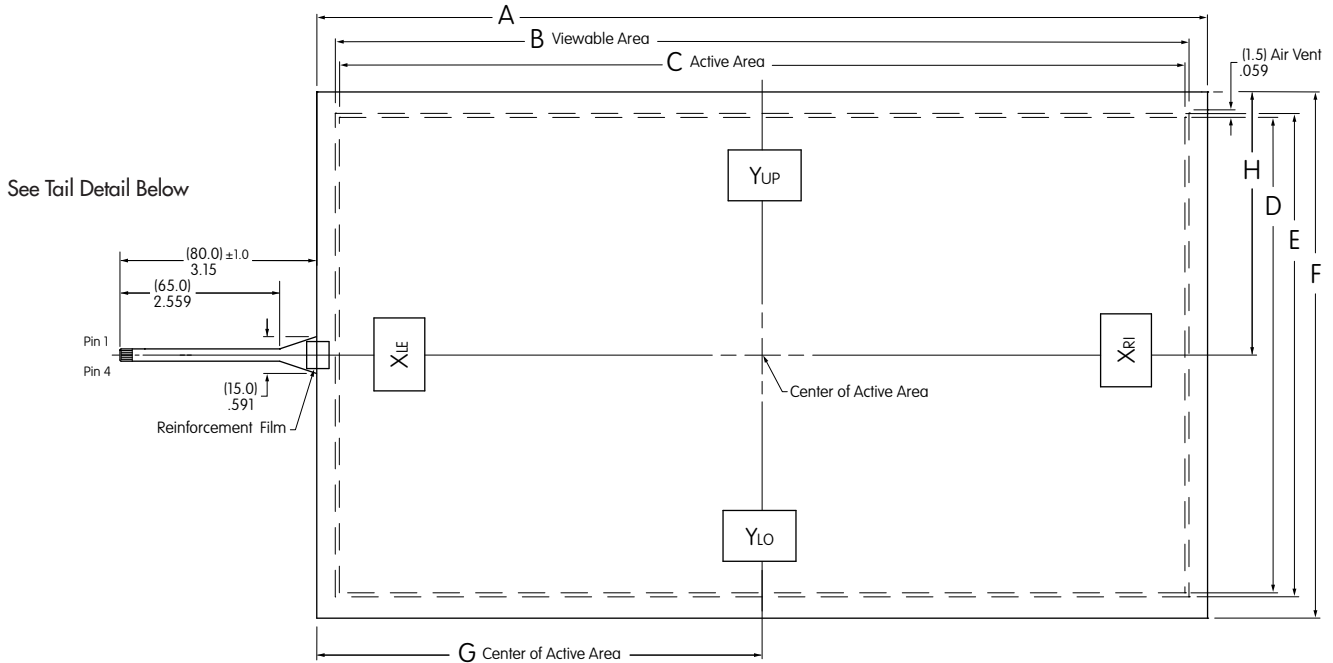 A
B Viewable Area
C Active Area
(1.5) Air Vent
.059
See Tail Detail Below
YUP
H
D
E
F
(80.0) ±1.0
3.15
(65.0)
2.559
Pin 1
Pin 4
XLE
XRI
(15.0)
.591
Center of Active Area
Reinforcement Film
YLO
G Center of Active Area